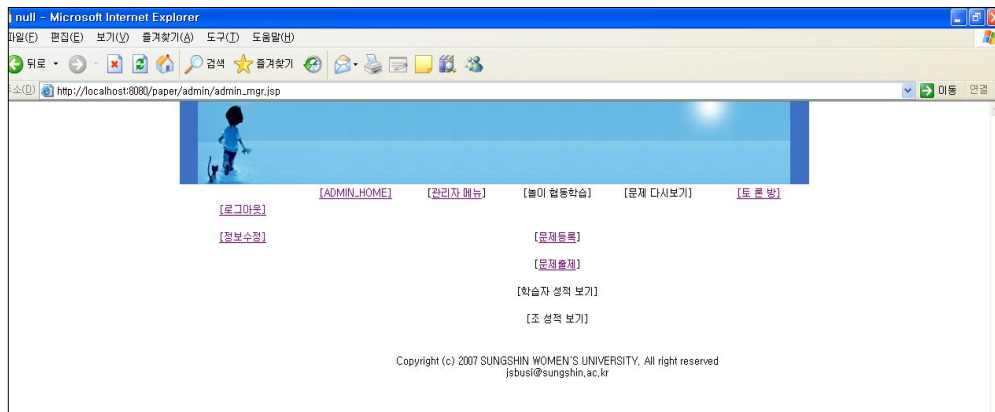 null - Microsoft Internet Explorer
파일(F) 편집(E) 보기(V) 즐겨찾기(A) 도구(T) 도움말(H)
뒤로 검색 즐겨찾기
주소(D) http://localhost:8080/paper/admin/admin_mgr.jsp 이동 연결
[ADMIN_HOME] [관리자 메뉴] [놀이 협동학습] [문제 다시보기] [토 론 방]
[로그아웃]
[정보수정] [문제등록]
[문제출제]
[학습자 성적 보기]
[조 성적 보기]
Copyright (c) 2007 SUNGSHIN WOMEN'S UNIVERSITY, All right reserved
jsbusi@sungshin.ac.kr